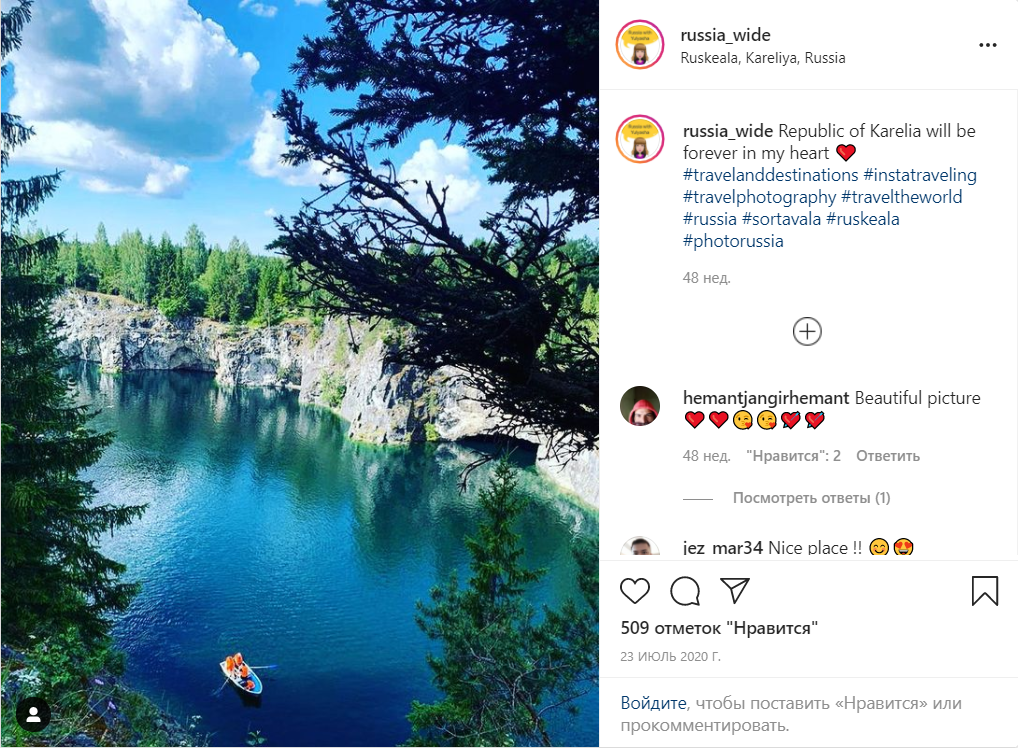 russia_wide
Ruskeala, Kareliya, Russia
russia_wide Republic of Karelia will be
forever in my heart ❤️
#travelanddestinations #instatraveling
#travelphotography #traveltheworld
#russia #sortavala #ruskeala
#photorussia
48 нед.
hemantjangirhemant Beautiful picture
❤️❤️😘😘💕💕
48 нед. "Нравится": 2 Ответить
Посмотреть ответы (1)
jez_mar34 Nice place !! 😊😍
509 отметок "Нравится"
23 ИЮЛЬ 2020 Г.
Войдите, чтобы поставить «Нравится» или
прокомментировать.